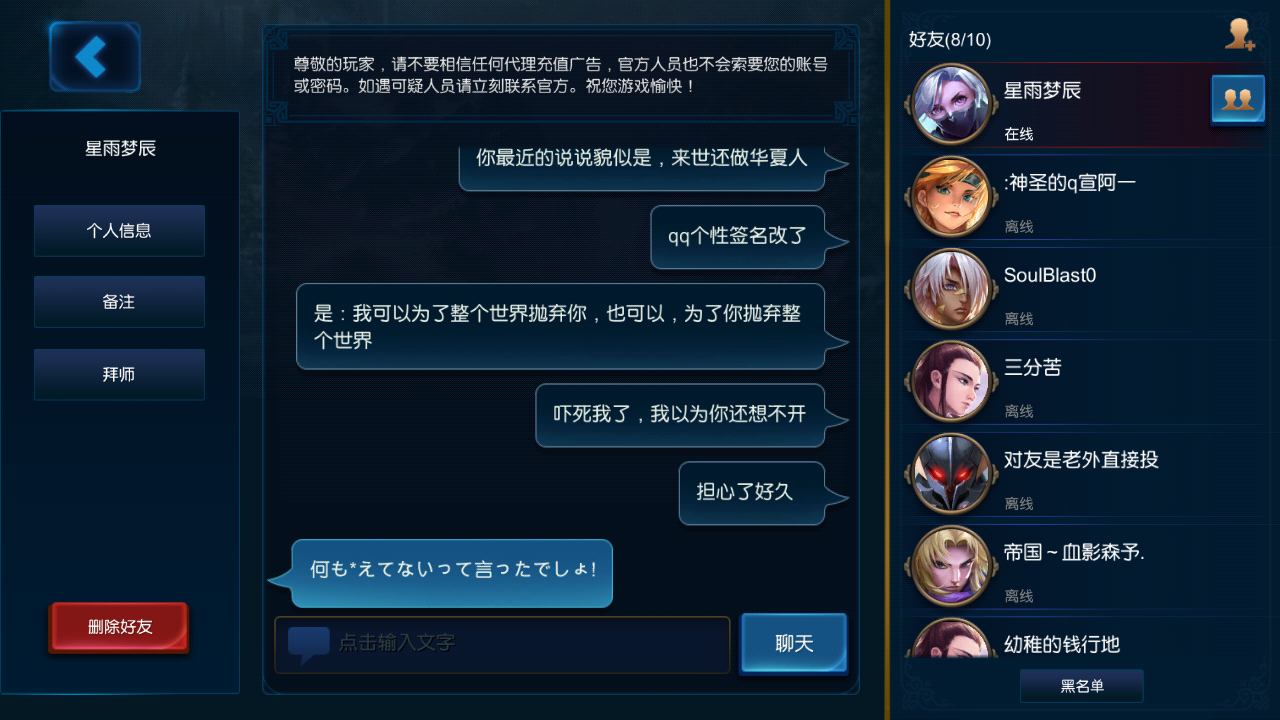 星雨梦辰
个人信息
备注
拜师
删除好友
尊敬的玩家，请不要相信任何代理充值广告，官方人员也不会索要您的账号
或密码。如遇可疑人员请立刻联系官方。祝您游戏愉快！
你最近的说说貌似是，来世还做华夏人
qq个性签名改了
是：我可以为了整个世界抛弃你，也可以，为了你抛弃整
个世界
吓死我了，我以为你还想不开
担心了好久
何も*えてないって言ったでしょ!
点击输入文字
聊天
好友(8/10)
星雨梦辰
在线
:神圣的q宣阿一
离线
SoulBlast0
离线
三分苦
离线
对友是老外直接投
离线
帝国～血影森予.
离线
幼稚的钱行地
黑名单